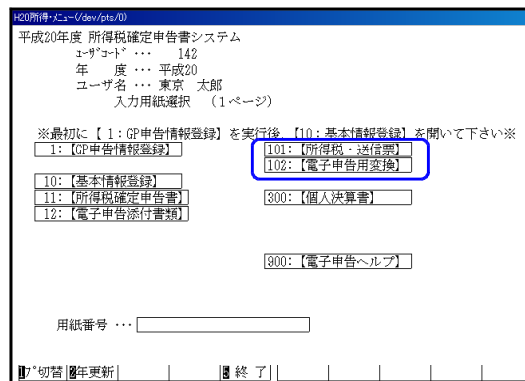 H20所得・メニュー(/dev/pts/0)
平成20年度 所得税確定申告書システム
ユーザコード ・・・ 142
年 度 ・・・ 平成20
ユーザ名 ・・・ 東京 太郎
入力用紙選択 (1ページ)
※最初に【 1:GP申告情報登録】を実行後、【10:基本情報登録】を開いて下さい※
1:【GP申告情報登録】 101:【所得税・送信票】
102:【電子申告用変換】
10:【基本情報登録】
11:【所得税確定申告書】 300:【個人決算書】
12:【電子申告添付書類】
900:【電子申告ヘルプ】
用紙番号 ・・・
1プ切替 2年更新 5 終 了